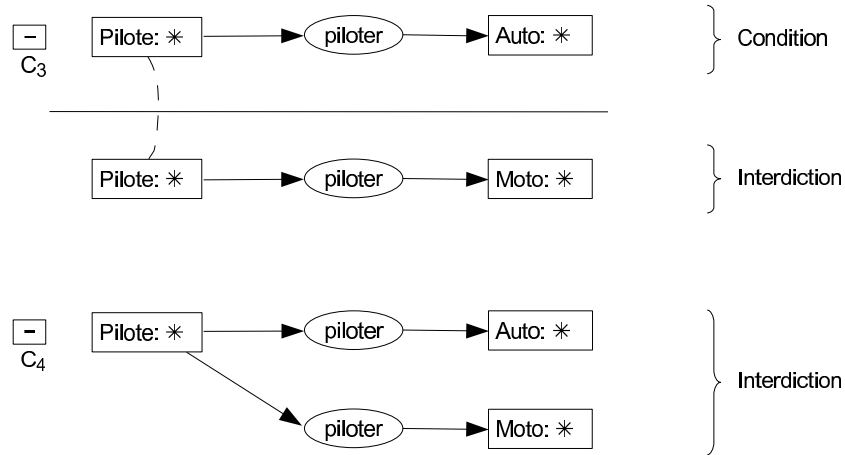 – Pilote: ✳ piloter Auto: ✳ Condition
C3
Pilote: ✳ piloter Moto: ✳ Interdiction
– Pilote: ✳ piloter Auto: ✳
C4
Interdiction
piloter Moto: ✳